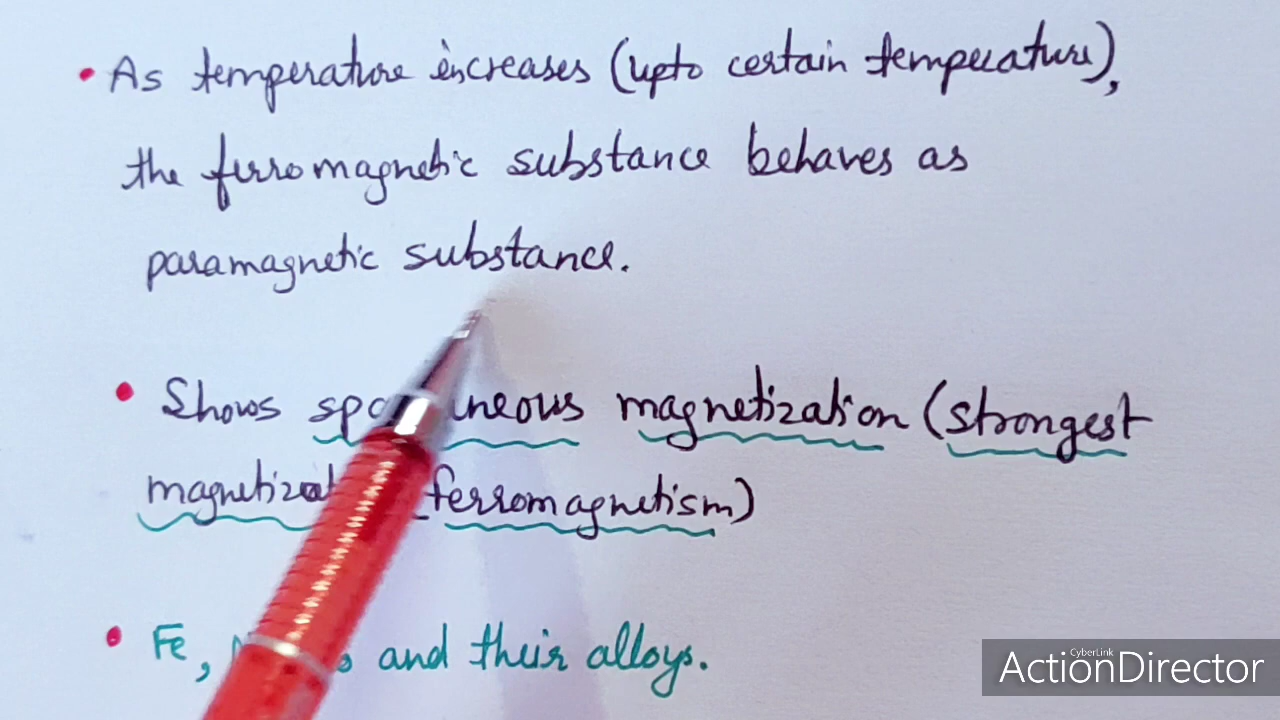 • As temperature increases (upto certain temperature),
the ferromagnetic substance behaves as
paramagnetic substance.
• Shows magnetization (strongest
ferromagnetism)
• Fe, and their alloys.
CyberLink
ActionDirector